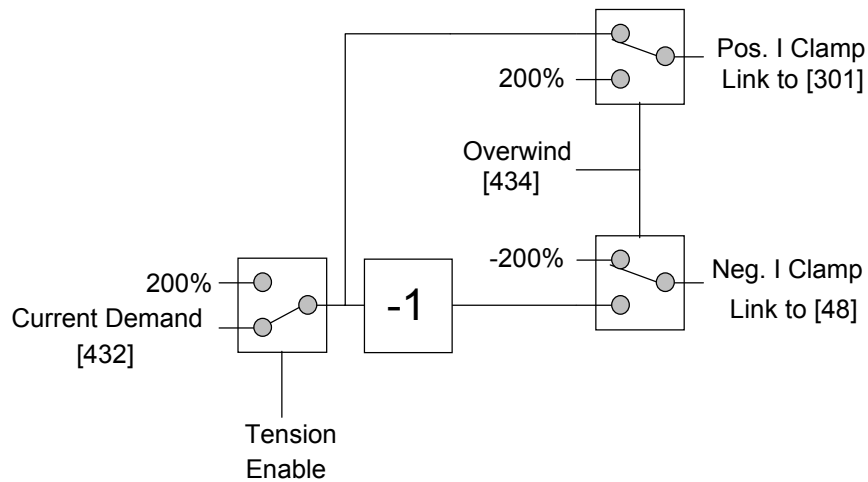 Pos. I Clamp
Link to [301]
200%
Overwind
[434]
-200%
Neg. I Clamp
Link to [48]
200%
Current Demand
[432]
-1
Tension
Enable